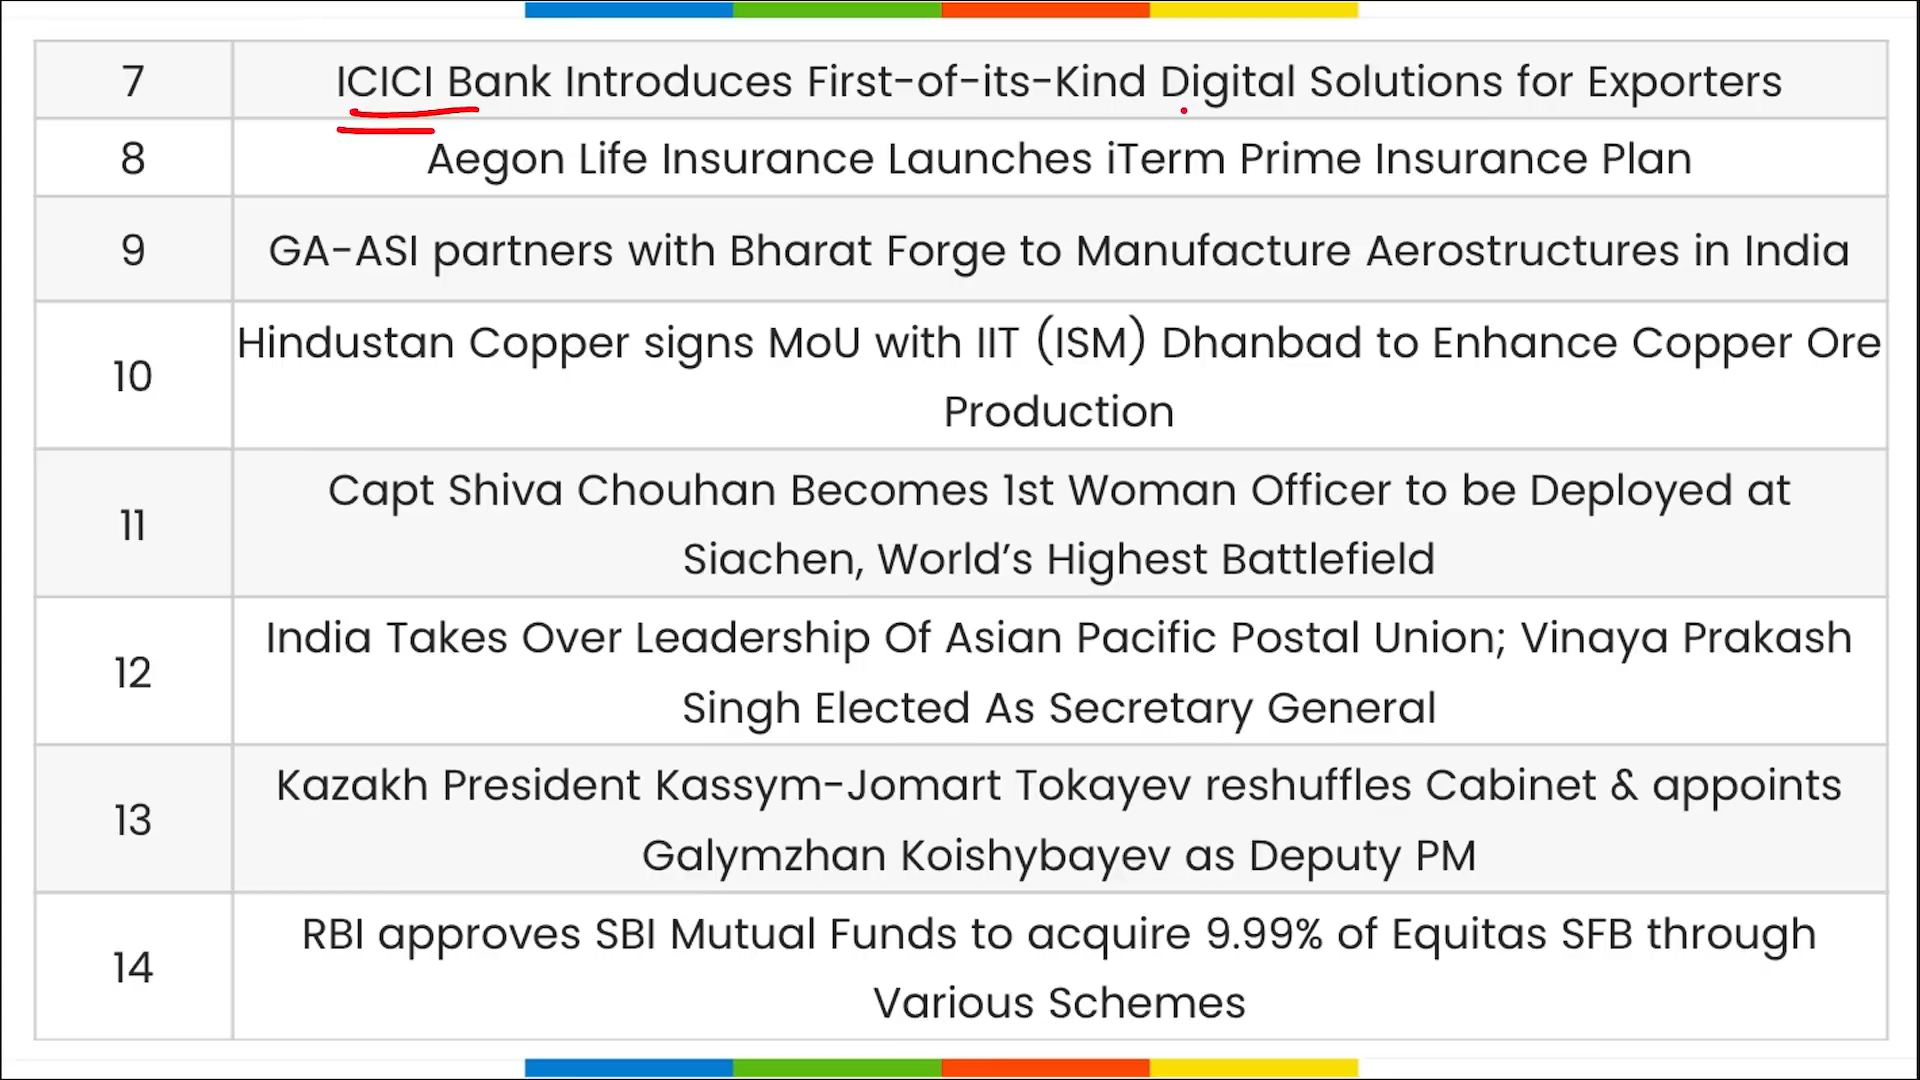 7
ICICI Bank Introduces First-of-its-Kind Digital Solutions for Exporters
8
Aegon Life Insurance Launches iTerm Prime Insurance Plan
9
GA-ASI partners with Bharat Forge to Manufacture Aerostructures in India
10
Hindustan Copper signs MoU with IIT (ISM) Dhanbad to Enhance Copper Ore
Production
11
Capt Shiva Chouhan Becomes 1st Woman Officer to be Deployed at
Siachen, World’s Highest Battlefield
12
India Takes Over Leadership Of Asian Pacific Postal Union; Vinaya Prakash
Singh Elected As Secretary General
13
Kazakh President Kassym-Jomart Tokayev reshuffles Cabinet & appoints
Galymzhan Koishybayev as Deputy PM
14
RBI approves SBI Mutual Funds to acquire 9.99% of Equitas SFB through
Various Schemes